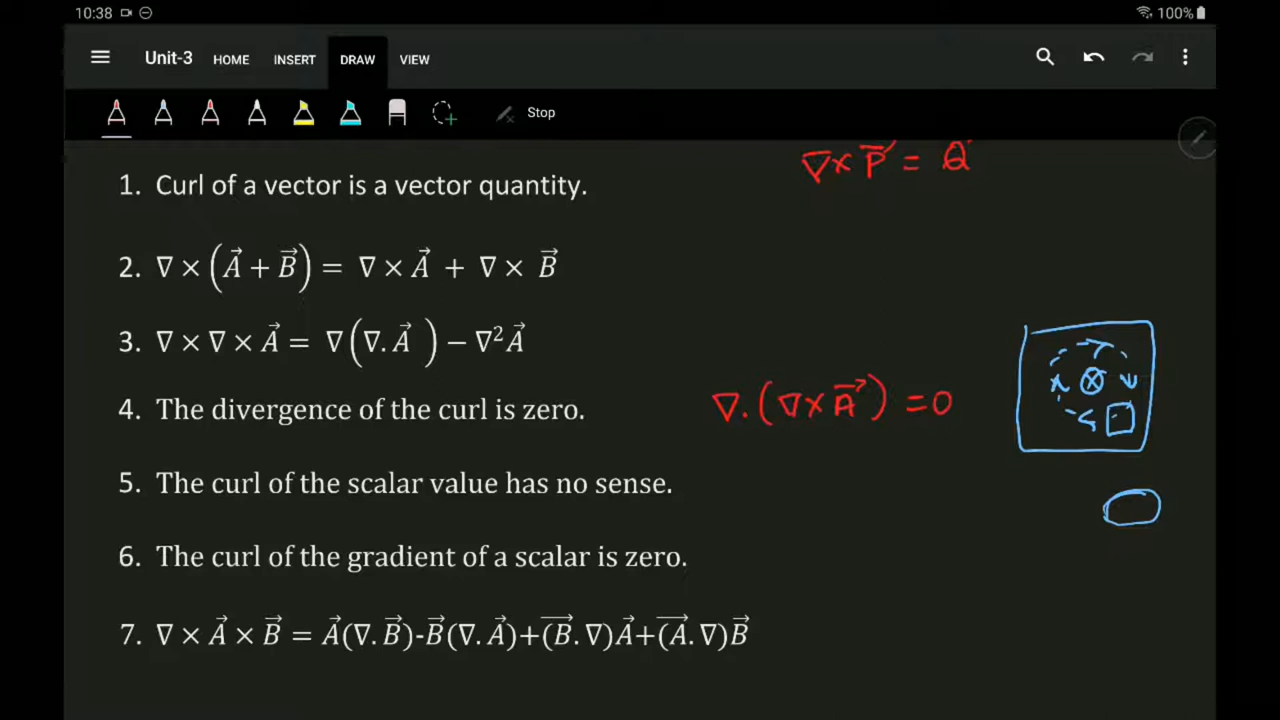 10:38 100%
Unit-3 HOME INSERT DRAW VIEW
Stop
∇×P⃗ = Q
1. Curl of a vector is a vector quantity.
2. ∇ × (A⃗ + B⃗) = ∇ × A⃗ + ∇ × B⃗
3. ∇ × ∇ × A⃗ = ∇(∇. A⃗ ) − ∇²A⃗
4. The divergence of the curl is zero. ∇.(∇×A⃗) =0
5. The curl of the scalar value has no sense.
6. The curl of the gradient of a scalar is zero.
7. ∇ × A⃗ × B⃗ = A⃗(∇. B⃗)-B⃗(∇. A⃗)+(B⃗. ∇)A⃗+(A⃗. ∇)B⃗